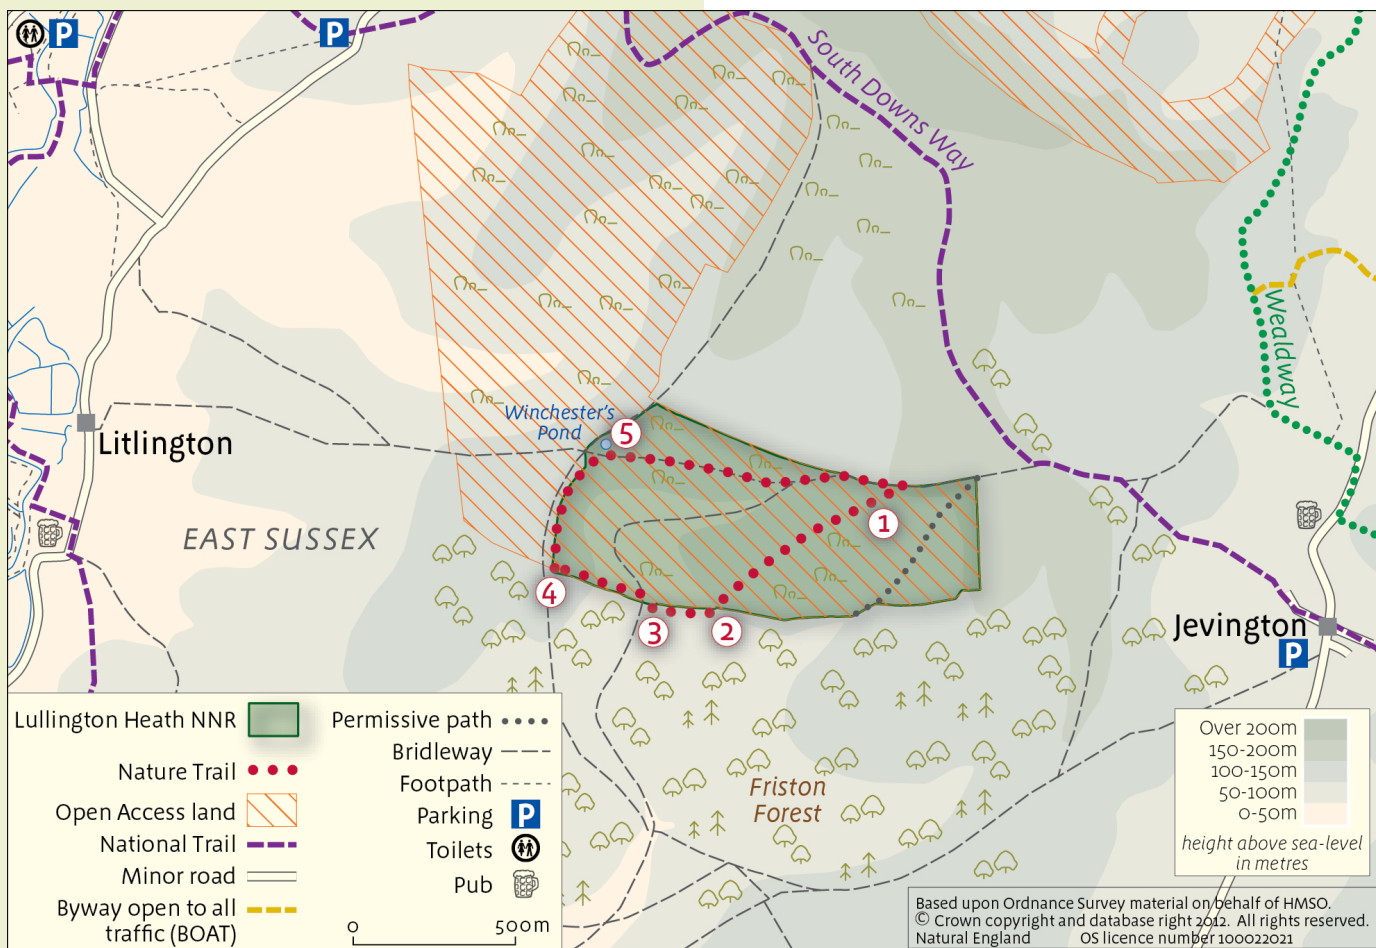 P
P
South Downs Way
Wealdway
Winchester's
Pond
5
Litlington
1
EAST SUSSEX
4
3
2
Jevington
P
Friston
Forest
Lullington Heath NNR
Nature Trail
Open Access land
National Trail
Minor road
Byway open to all
traffic (BOAT)
Permissive path
Bridleway
Footpath
Parking P
Toilets
Pub
0 500m
Over 200m
150-200m
100-150m
50-100m
0-50m
height above sea-level
in metres
Based upon Ordnance Survey material on behalf of HMSO.
© Crown copyright and database right 2012. All rights reserved.
Natural England OS licence number 100022021